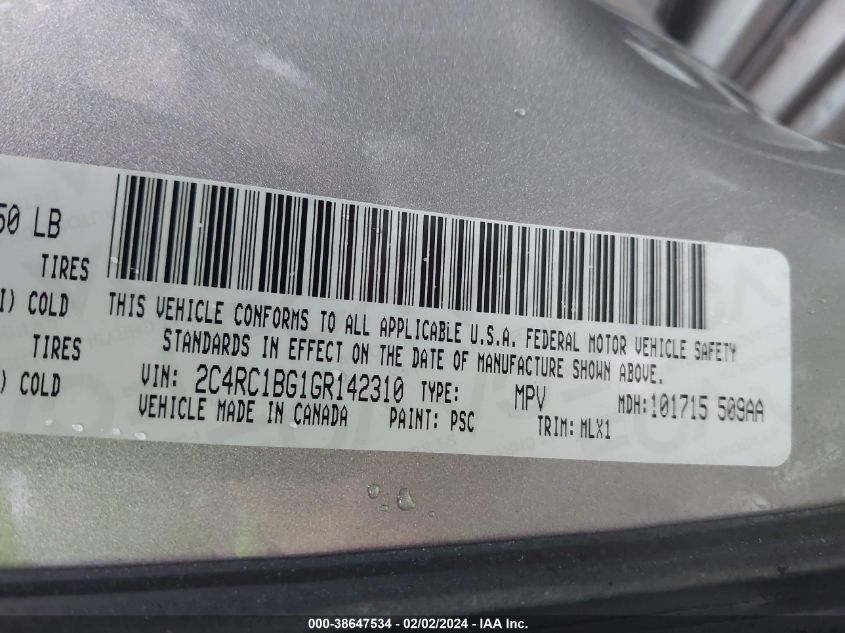 50 LB
TIRES
I) COLD
TIRES
) COLD
THIS VEHICLE CONFORMS TO ALL APPLICABLE U.S.A. FEDERAL MOTOR VEHICLE SAFETY
STANDARDS IN EFFECT ON THE DATE OF MANUFACTURE SHOWN ABOVE.
VIN: 2C4RC1BG1GR142310 TYPE: MPV MDH: 101715 509AA
VEHICLE MADE IN CANADA PAINT: PSC TRIM: MLX1
000-38647534 - 02/02/2024 - IAA Inc.